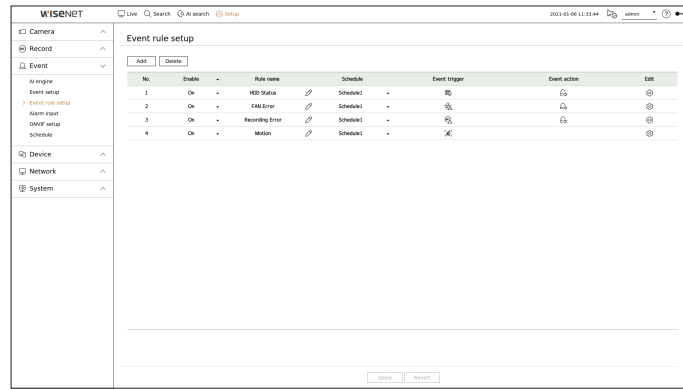 WISENET
Live Search AI search Setup
2021-01-06 11:33:44 admin
Camera
Record
Event
AI engine
Event setup
Event rule setup
Alarm input
ONVIF setup
Schedule
Device
Network
System
Event rule setup
Add Delete
No. Enable Rule name Schedule Event trigger Event action Edit
1 On HDD Status Schedule1
2 On FAN Error Schedule1
3 On Recording Error Schedule1
4 On Motion Schedule1
Apply Revert